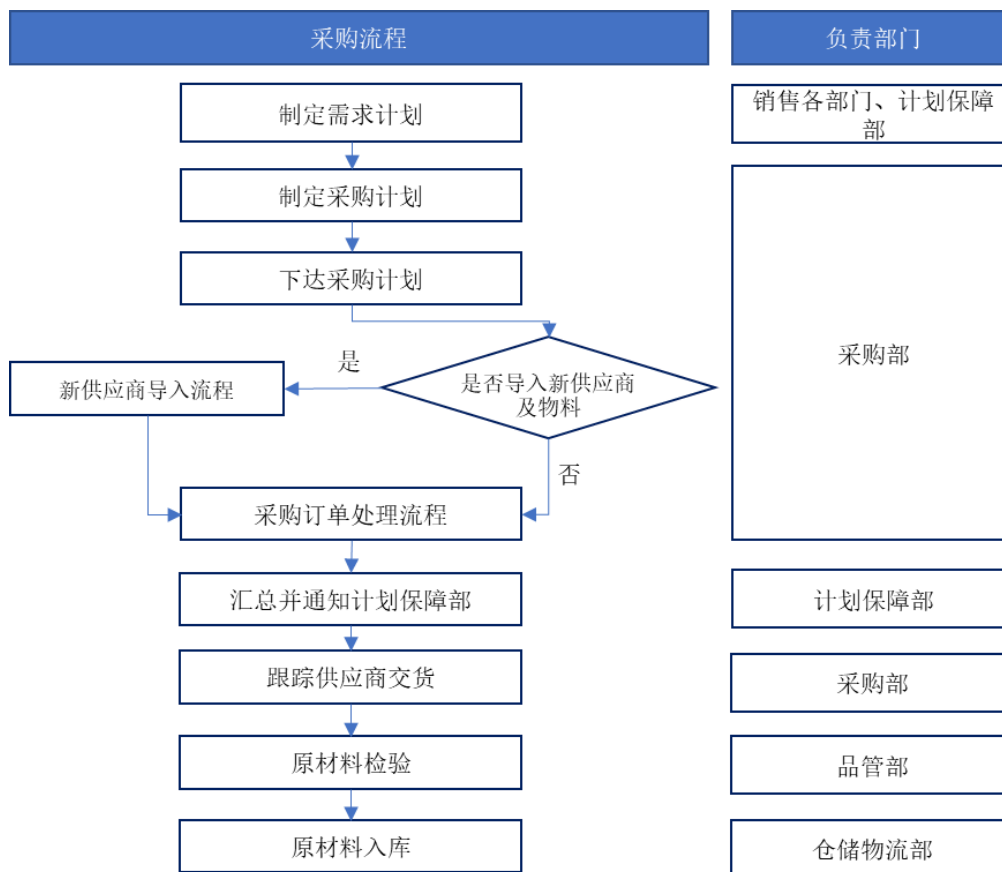 采购流程
负责部门
制定需求计划
销售各部门、计划保障
部
制定采购计划
下达采购计划
采购部
是
是否导入新供应商
及物料
新供应商导入流程
否
采购订单处理流程
汇总并通知计划保障部
计划保障部
跟踪供应商交货
采购部
原材料检验
品管部
原材料入库
仓储物流部